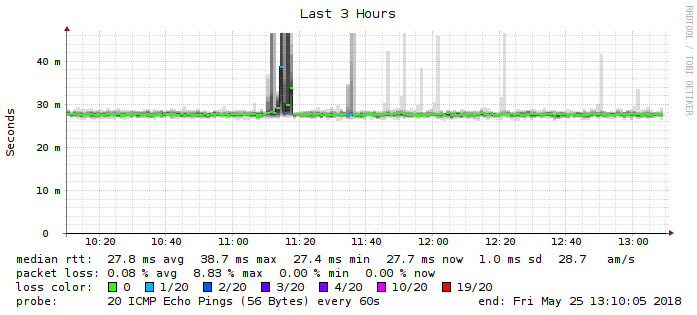 Last 3 Hours
RRDTOOL / TOBI OETIKER
Seconds
40 m
30 m
20 m
10 m
0
10:20 10:40 11:00 11:20 11:40 12:00 12:20 12:40 13:00
median rtt: 27.8 ms avg 38.7 ms max 27.4 ms min 27.7 ms now 1.0 ms sd 28.7 am/s
packet loss: 0.08 % avg 8.83 % max 0.00 % min 0.00 % now
loss color: 0 1/20 2/20 3/20 4/20 10/20 19/20
probe: 20 ICMP Echo Pings (56 Bytes) every 60s end: Fri May 25 13:10:05 2018